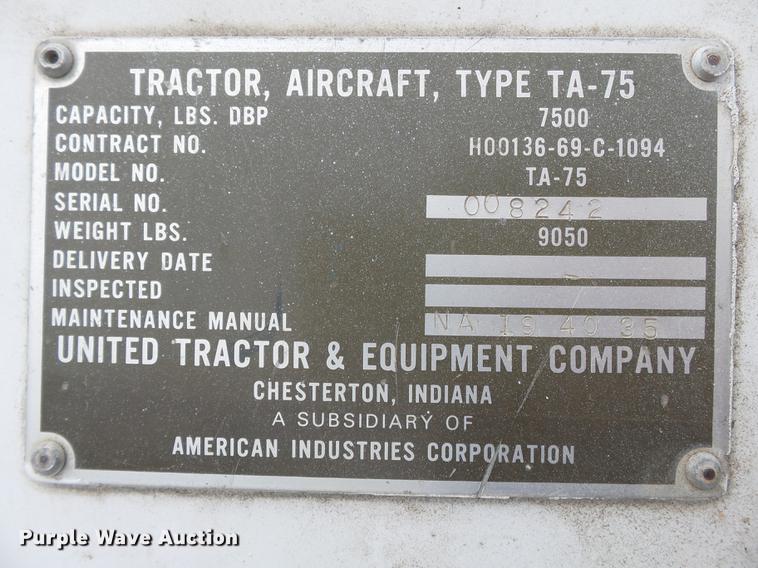 TRACTOR, AIRCRAFT, TYPE TA-75
CAPACITY, LBS. DBP 7500
CONTRACT NO. H00136-69-C-1094
MODEL NO. TA-75
SERIAL NO. 008242
WEIGHT LBS. 9050
DELIVERY DATE
INSPECTED
MAINTENANCE MANUAL NA 19 40 35
UNITED TRACTOR & EQUIPMENT COMPANY
CHESTERTON, INDIANA
A SUBSIDIARY OF
AMERICAN INDUSTRIES CORPORATION
Purple Wave Auction